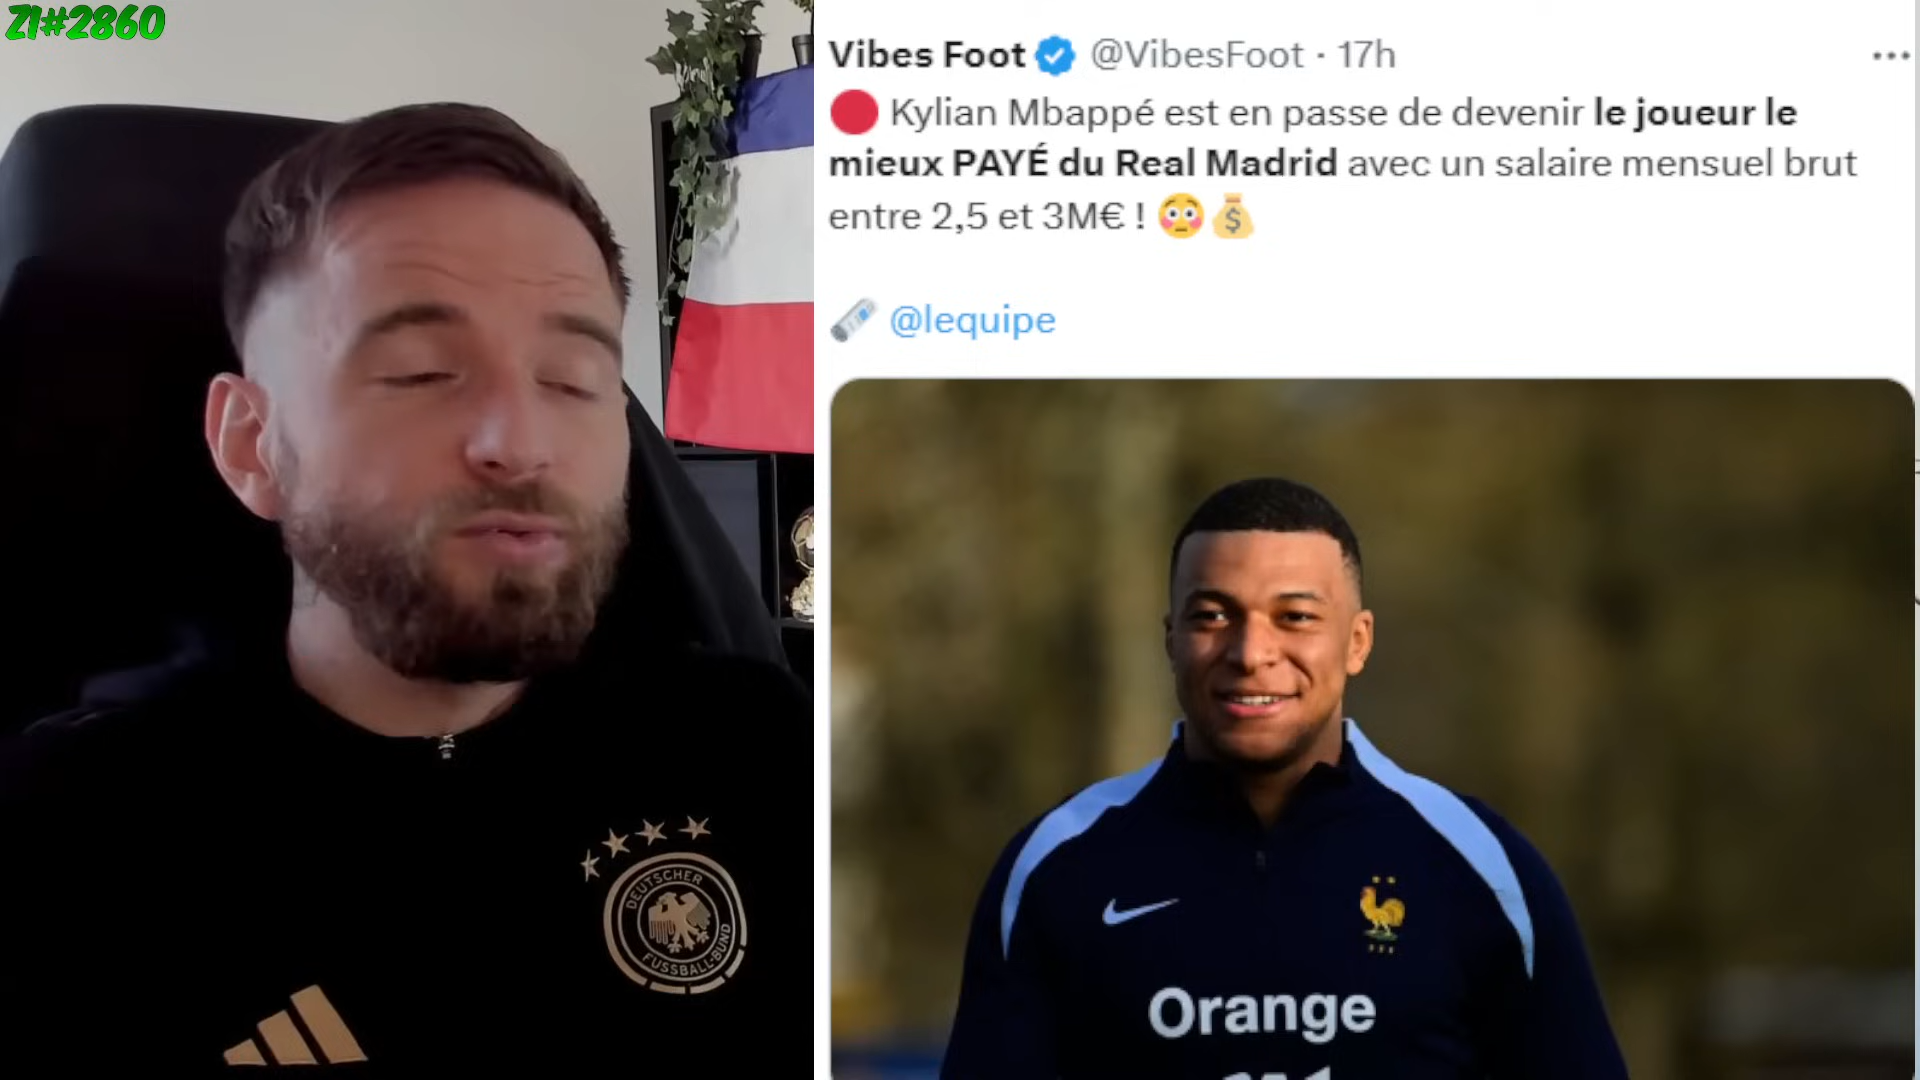 ZI#2860
Vibes Foot @VibesFoot · 17h
🔴 Kylian Mbappé est en passe de devenir le joueur le
mieux PAYÉ du Real Madrid avec un salaire mensuel brut
entre 2,5 et 3M€ ! 😳💰
🗞️ @lequipe
DEUTSCHER
FUSSBALL-BUND
Orange